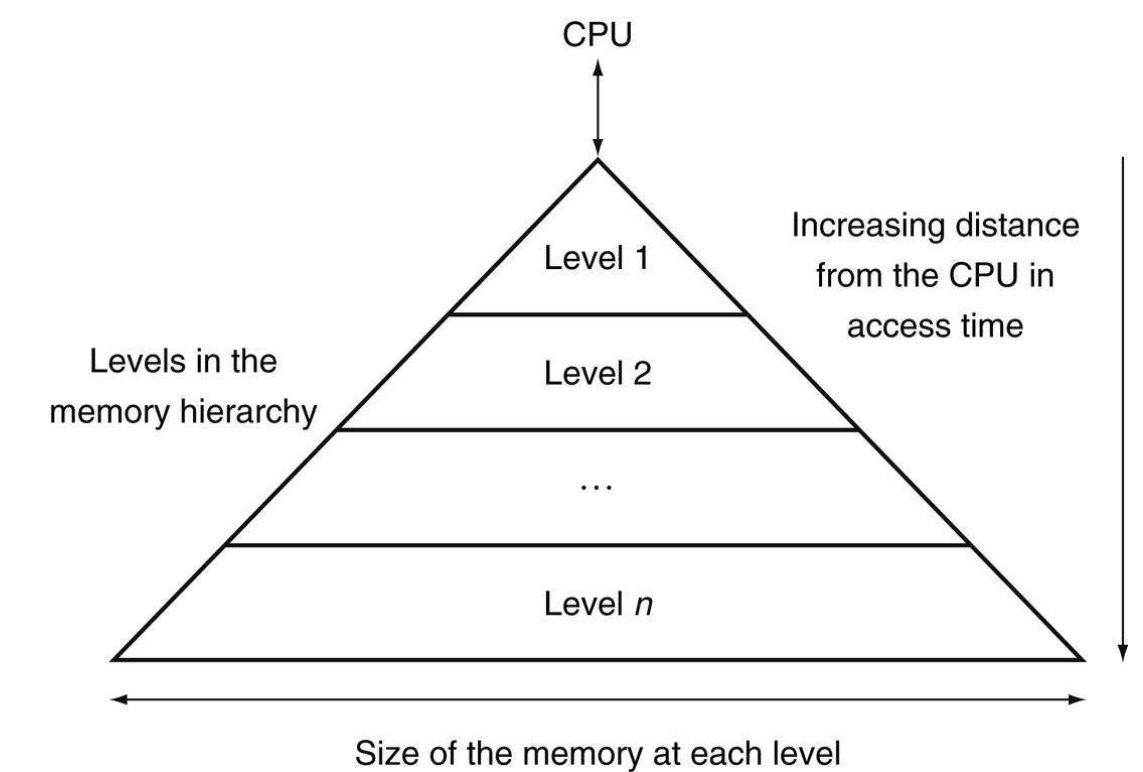 CPU
Level 1
Increasing distance
from the CPU in
access time
Levels in the
memory hierarchy
Level 2
...
Level n
Size of the memory at each level